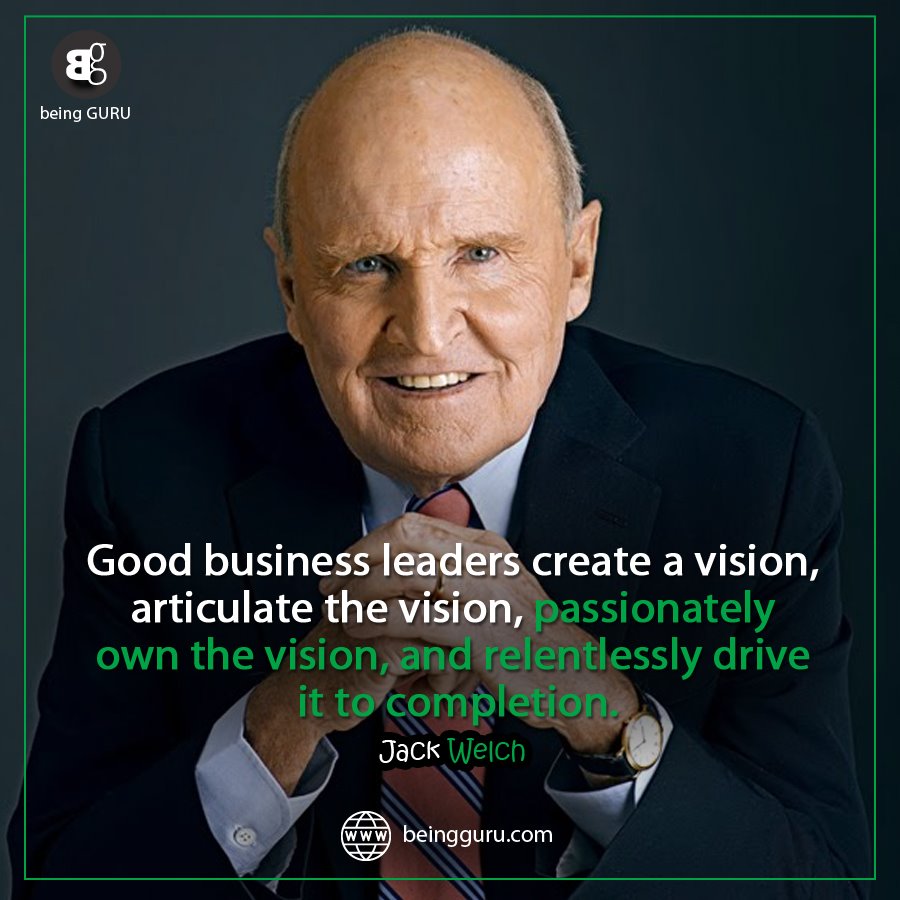 Bg
being GURU
Good business leaders create a vision,
articulate the vision, passionately
own the vision, and relentlessly drive
it to completion.
Jack Welch
www beingguru.com